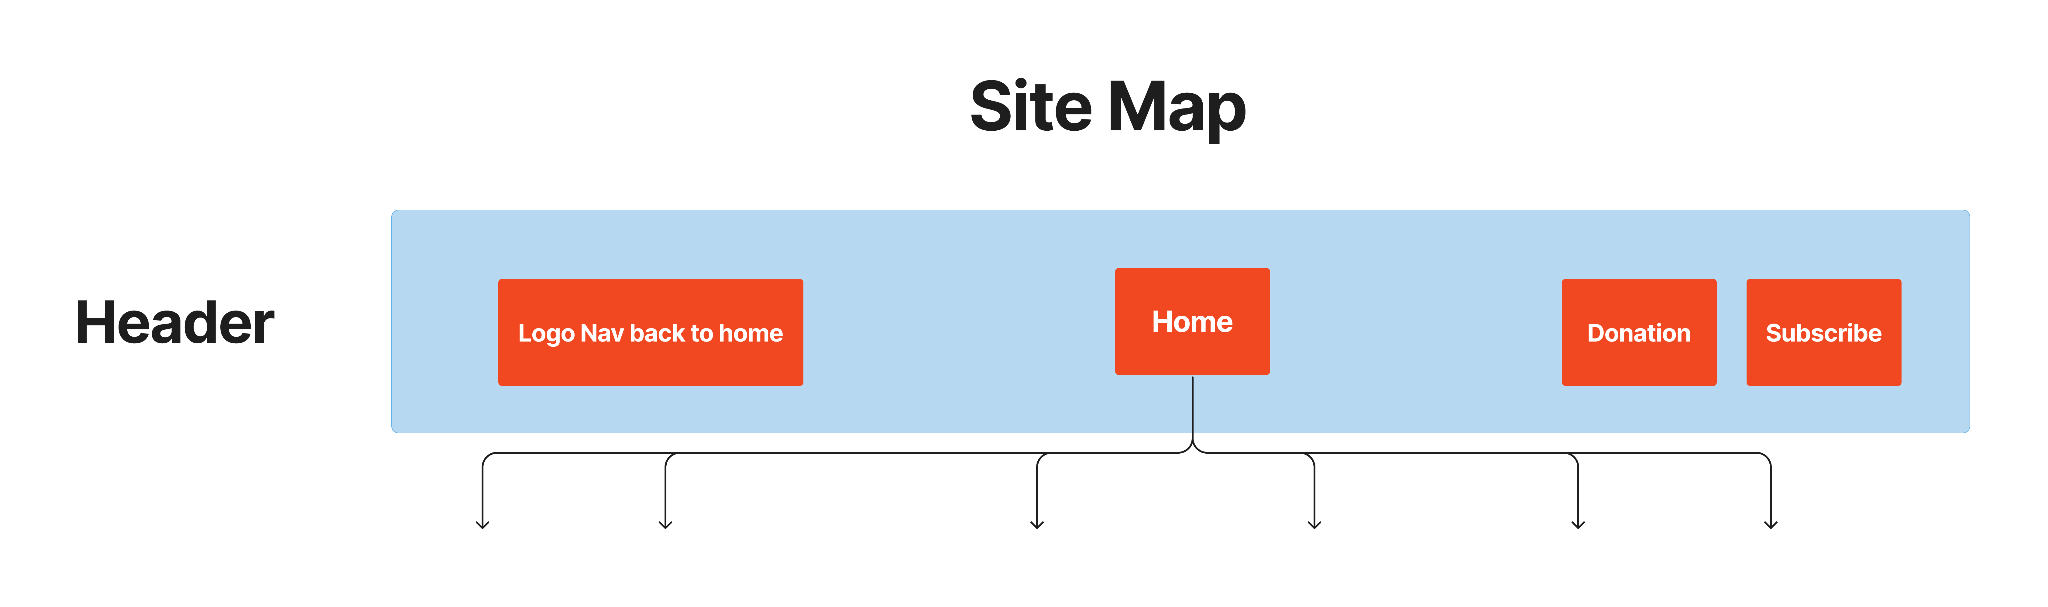 Site Map
Header
Logo Nav back to home
Home
Donation
Subscribe